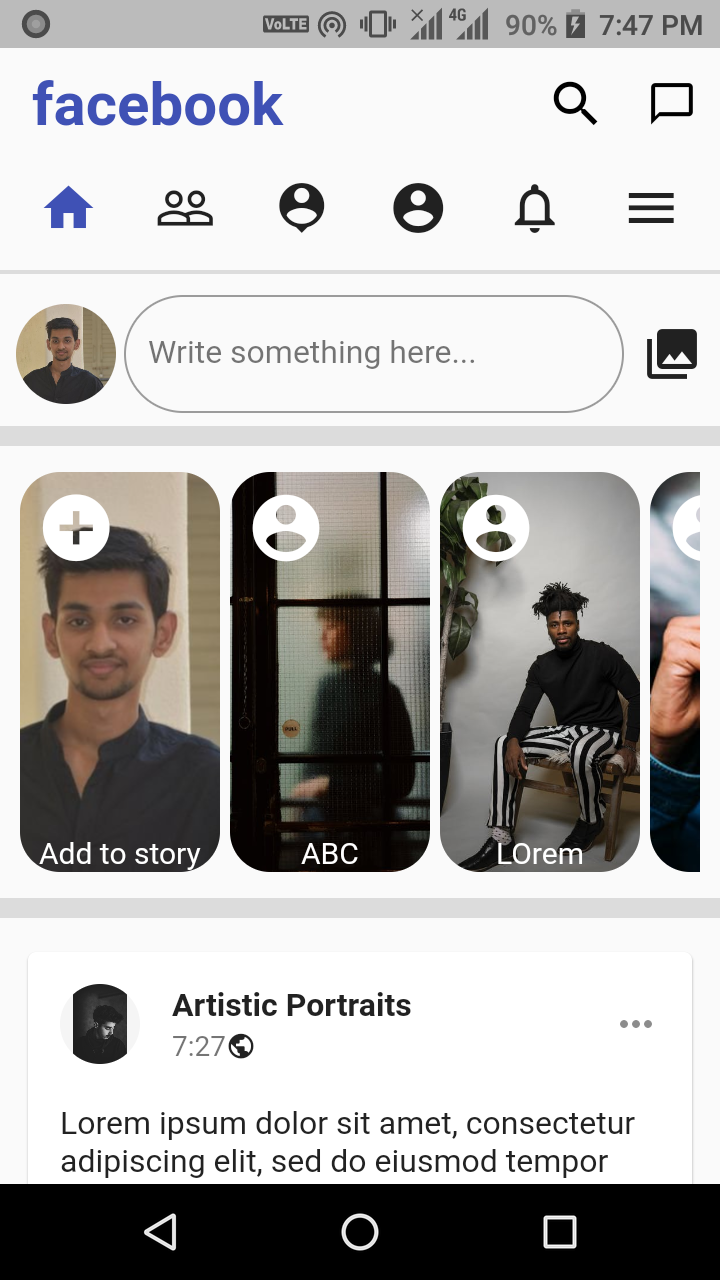 VoLTE 4G 90% 7:47 PM
facebook
Write something here...
Add to story
ABC
LOrem
Artistic Portraits
7:27
Lorem ipsum dolor sit amet, consectetur
adipiscing elit, sed do eiusmod tempor